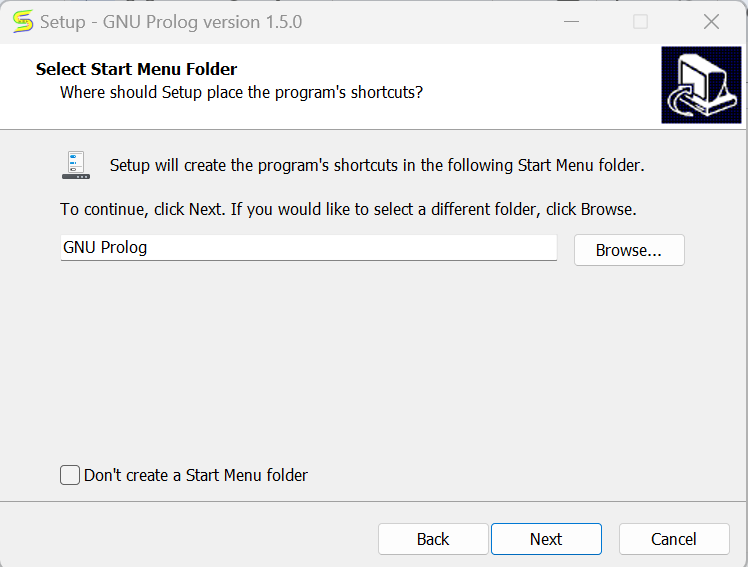 Setup - GNU Prolog version 1.5.0
Select Start Menu Folder
Where should Setup place the program's shortcuts?
Setup will create the program's shortcuts in the following Start Menu folder.
To continue, click Next. If you would like to select a different folder, click Browse.
GNU Prolog
Browse...
Don't create a Start Menu folder
Back
Next
Cancel